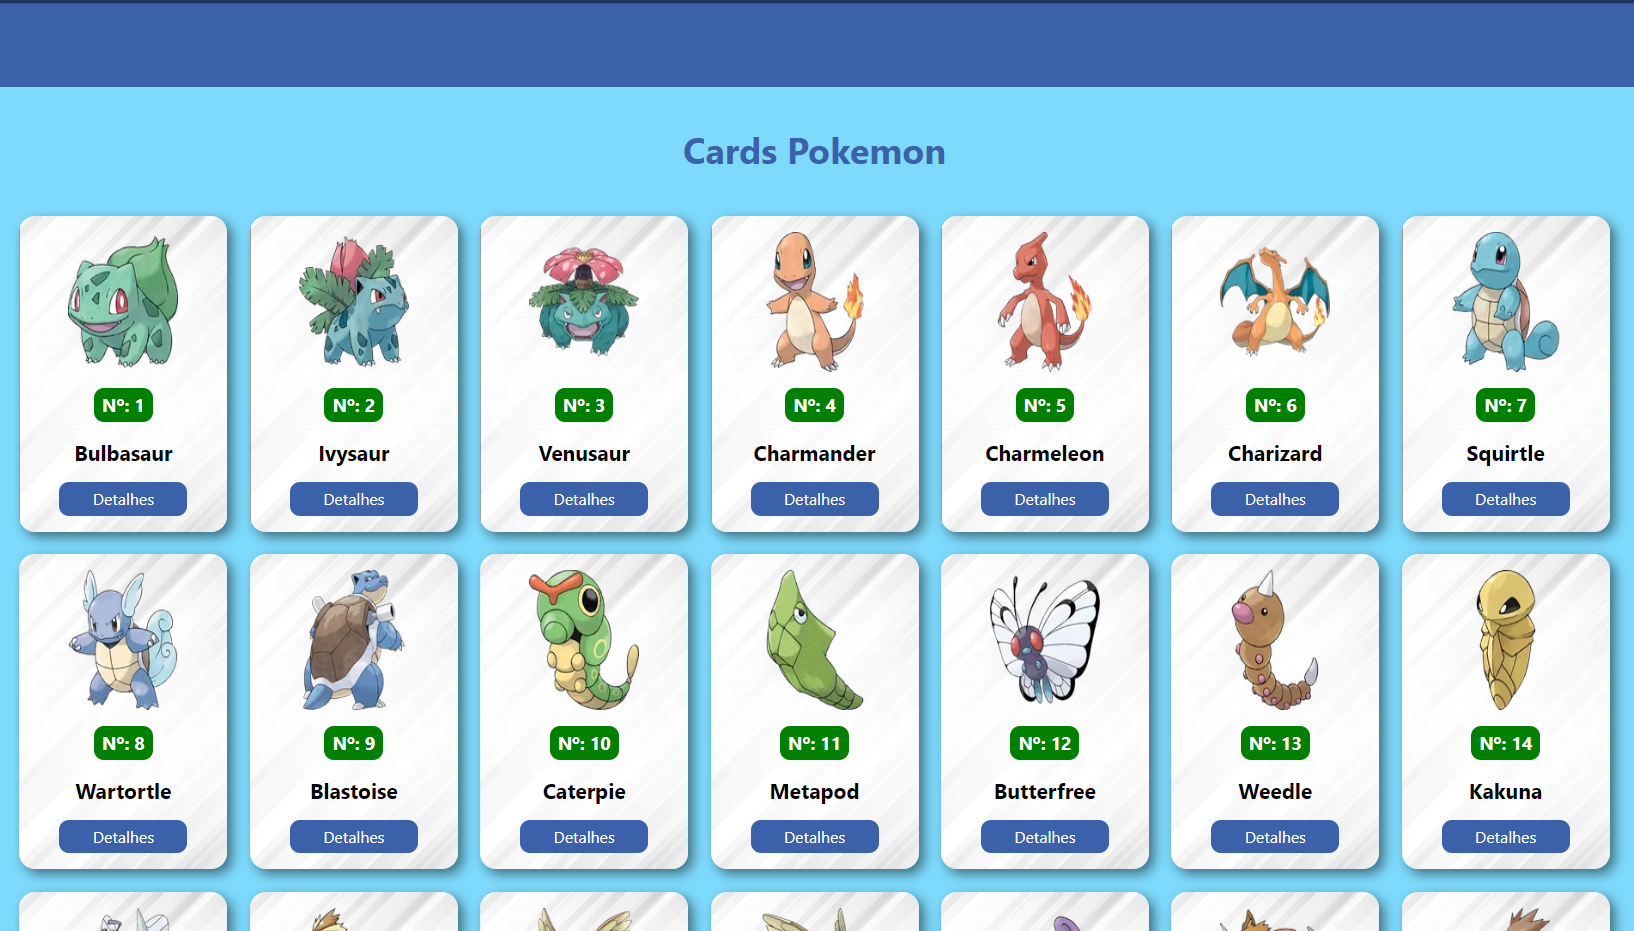 Cards Pokemon
Nº: 1
Nº: 2
Nº: 3
Nº: 4
Nº: 5
Nº: 6
Nº: 7
Bulbasaur
Ivysaur
Venusaur
Charmander
Charmeleon
Charizard
Squirtle
Detalhes
Detalhes
Detalhes
Detalhes
Detalhes
Detalhes
Detalhes
Nº: 8
Nº: 9
Nº: 10
Nº: 11
Nº: 12
Nº: 13
Nº: 14
Wartortle
Blastoise
Caterpie
Metapod
Butterfree
Weedle
Kakuna
Detalhes
Detalhes
Detalhes
Detalhes
Detalhes
Detalhes
Detalhes